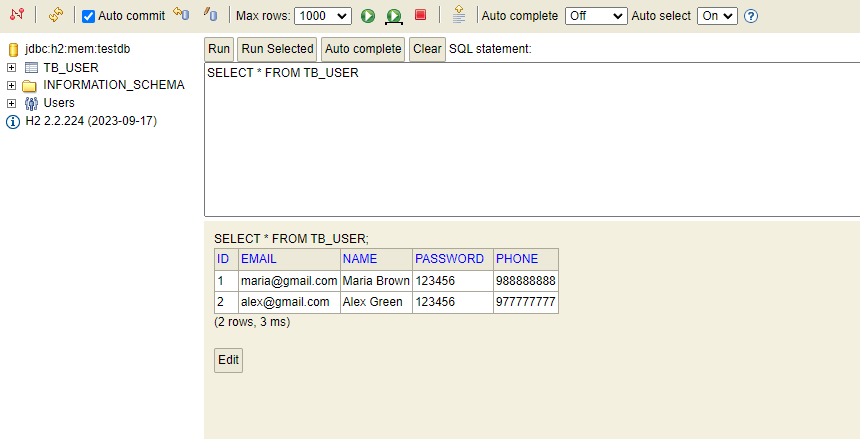 Auto commit Max rows: 1000 Auto complete Off Auto select On ?
jdbc:h2:mem:testdb
TB_USER
INFORMATION_SCHEMA
Users
H2 2.2.224 (2023-09-17)
Run Run Selected Auto complete Clear SQL statement:
SELECT * FROM TB_USER
SELECT * FROM TB_USER;
ID EMAIL NAME PASSWORD PHONE
1 maria@gmail.com Maria Brown 123456 988888888
2 alex@gmail.com Alex Green 123456 977777777
(2 rows, 3 ms)
Edit